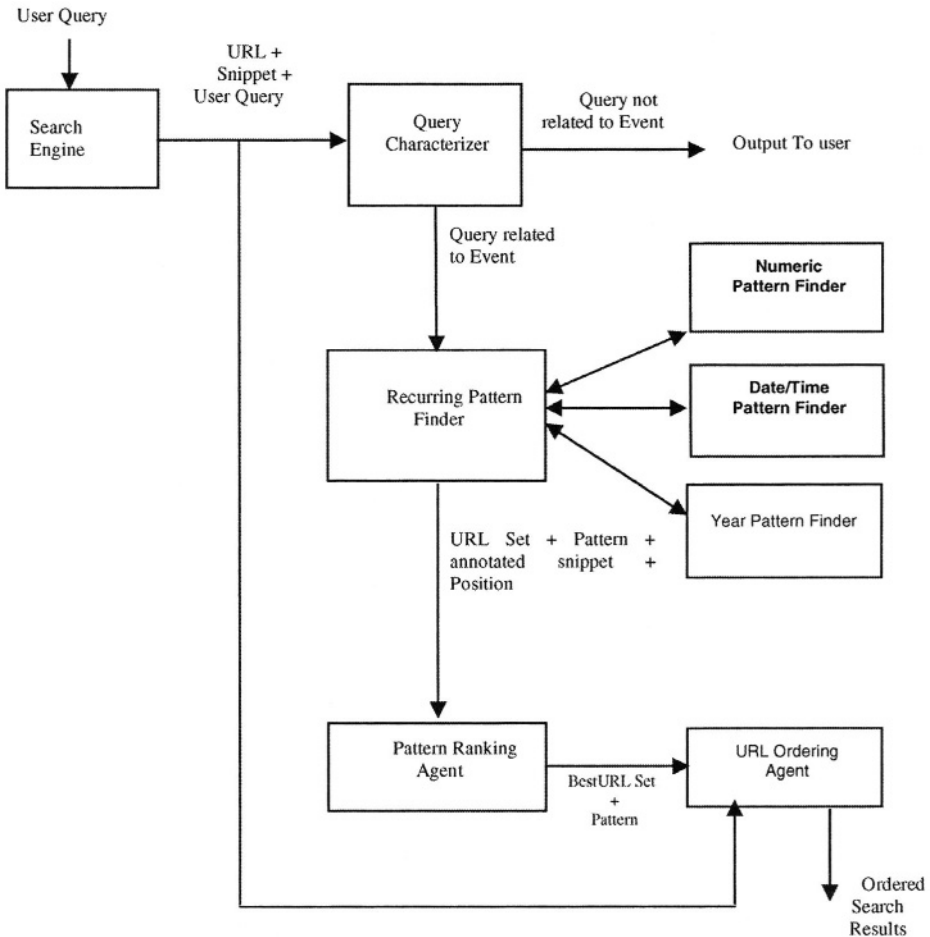 User Query
URL +
Snippet +
User Query
Search
Engine
Query
Characterizer
Query not
related to Event
Output To user
Query related
to Event
Numeric
Pattern Finder
Recurring Pattern
Finder
Date/Time
Pattern Finder
Year Pattern Finder
URL Set + Pattern +
annotated snippet +
Position
Pattern Ranking
Agent
BestURL Set
+
Pattern
URL Ordering
Agent
Ordered
Search
Results